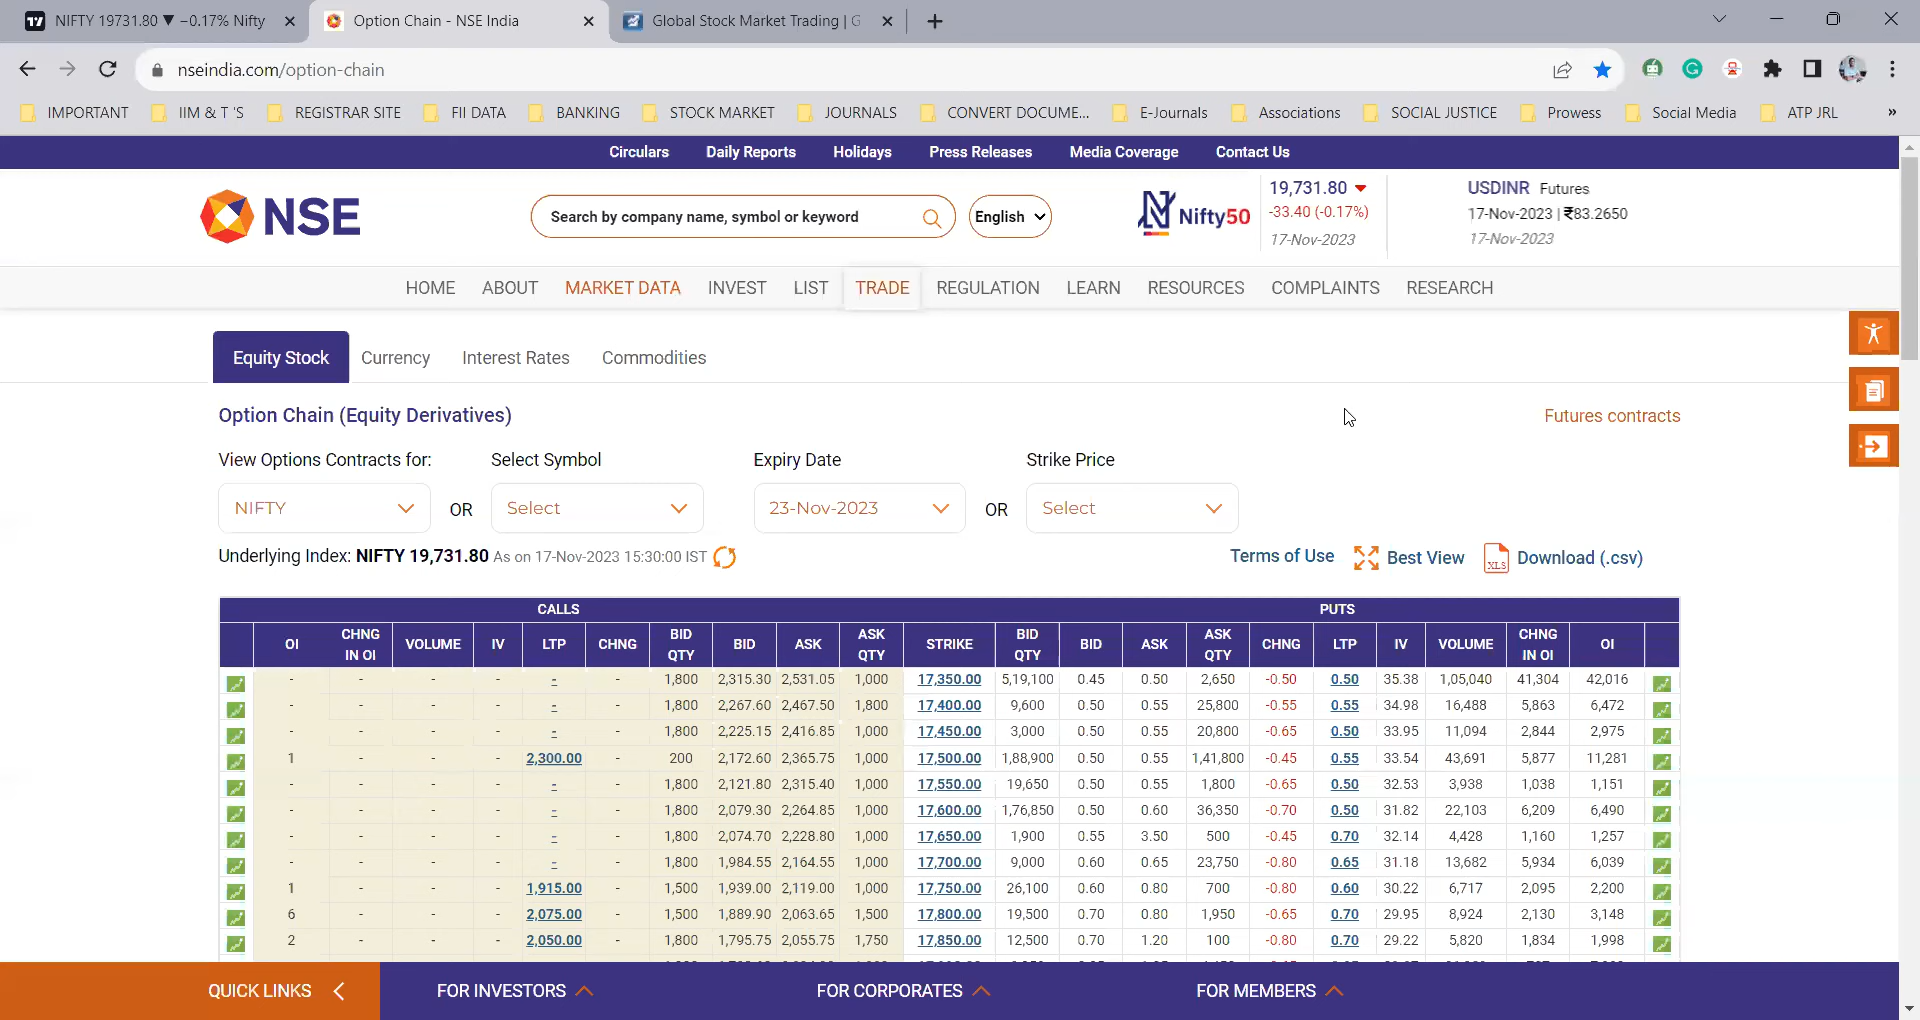 NIFTY 19731.80 ▼ −0.17% Nifty
Option Chain - NSE India
Global Stock Market Trading | G
nseindia.com/option-chain
IMPORTANT IIM & T 'S REGISTRAR SITE FII DATA BANKING STOCK MARKET JOURNALS CONVERT DOCUME... E-Journals Associations SOCIAL JUSTICE Prowess Social Media ATP JRL »
Circulars Daily Reports Holidays Press Releases Media Coverage Contact Us
NSE
Search by company name, symbol or keyword
English
Nifty50
19,731.80
-33.40 (-0.17%)
17-Nov-2023
USDINR Futures
17-Nov-2023 | ₹83.2650
17-Nov-2023
HOME ABOUT MARKET DATA INVEST LIST TRADE REGULATION LEARN RESOURCES COMPLAINTS RESEARCH
Equity Stock Currency Interest Rates Commodities
Option Chain (Equity Derivatives)
Futures contracts
View Options Contracts for: Select Symbol Expiry Date Strike Price
NIFTY OR Select 23-Nov-2023 OR Select
Underlying Index: NIFTY 19,731.80 As on 17-Nov-2023 15:30:00 IST
Terms of Use Best View XLS Download (.csv)
CALLS PUTS
OI CHNG IN OI VOLUME IV LTP CHNG BID QTY BID ASK ASK QTY STRIKE BID QTY BID ASK ASK QTY CHNG LTP IV VOLUME CHNG IN OI OI
- - - - - - 1,800 2,315.30 2,531.05 1,000 17,350.00 5,19,100 0.45 0.50 2,650 -0.50 0.50 35.38 1,05,040 41,304 42,016
- - - - - - 1,800 2,267.60 2,467.50 1,800 17,400.00 9,600 0.50 0.55 25,800 -0.55 0.55 34.98 16,488 5,863 6,472
- - - - - - 1,800 2,225.15 2,416.85 1,000 17,450.00 3,000 0.50 0.55 20,800 -0.65 0.50 33.95 11,094 2,844 2,975
1 - - - 2,300.00 - 200 2,172.60 2,365.75 1,000 17,500.00 1,88,900 0.50 0.55 1,41,800 -0.45 0.55 33.54 43,691 5,877 11,281
- - - - - - 1,800 2,121.80 2,315.40 1,000 17,550.00 19,650 0.50 0.55 1,800 -0.65 0.50 32.53 3,938 1,038 1,151
- - - - - - 1,800 2,079.30 2,264.85 1,000 17,600.00 1,76,850 0.50 0.60 36,350 -0.70 0.50 31.82 22,103 6,209 6,490
- - - - - - 1,800 2,074.70 2,228.80 1,000 17,650.00 1,900 0.55 3.50 500 -0.45 0.70 32.14 4,428 1,160 1,257
- - - - - - 1,800 1,984.55 2,164.55 1,000 17,700.00 9,000 0.60 0.65 23,750 -0.80 0.65 31.18 13,682 5,934 6,039
1 - - - 1,915.00 - 1,500 1,939.00 2,119.00 1,000 17,750.00 26,100 0.60 0.80 700 -0.80 0.60 30.22 6,717 2,095 2,200
6 - - - 2,075.00 - 1,500 1,889.90 2,063.65 1,500 17,800.00 19,500 0.70 0.80 1,950 -0.65 0.70 29.95 8,924 2,130 3,148
2 - - - 2,050.00 - 1,800 1,795.75 2,055.75 1,750 17,850.00 12,500 0.70 1.20 100 -0.80 0.70 29.22 5,820 1,834 1,998
QUICK LINKS FOR INVESTORS FOR CORPORATES FOR MEMBERS